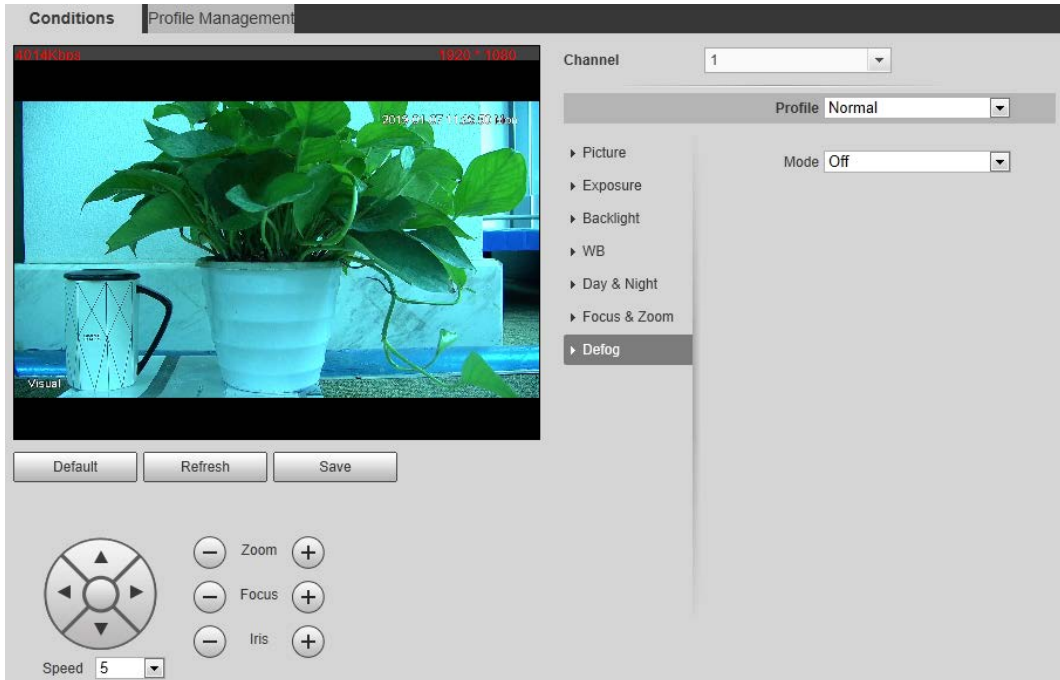 Conditions
Profile Management
4014Kbps
1920 * 1080
Visual
Default
Refresh
Save
Zoom
Focus
Iris
Speed 5
Channel 1
Profile Normal
Picture
Exposure
Backlight
WB
Day & Night
Focus & Zoom
Defog
Mode Off